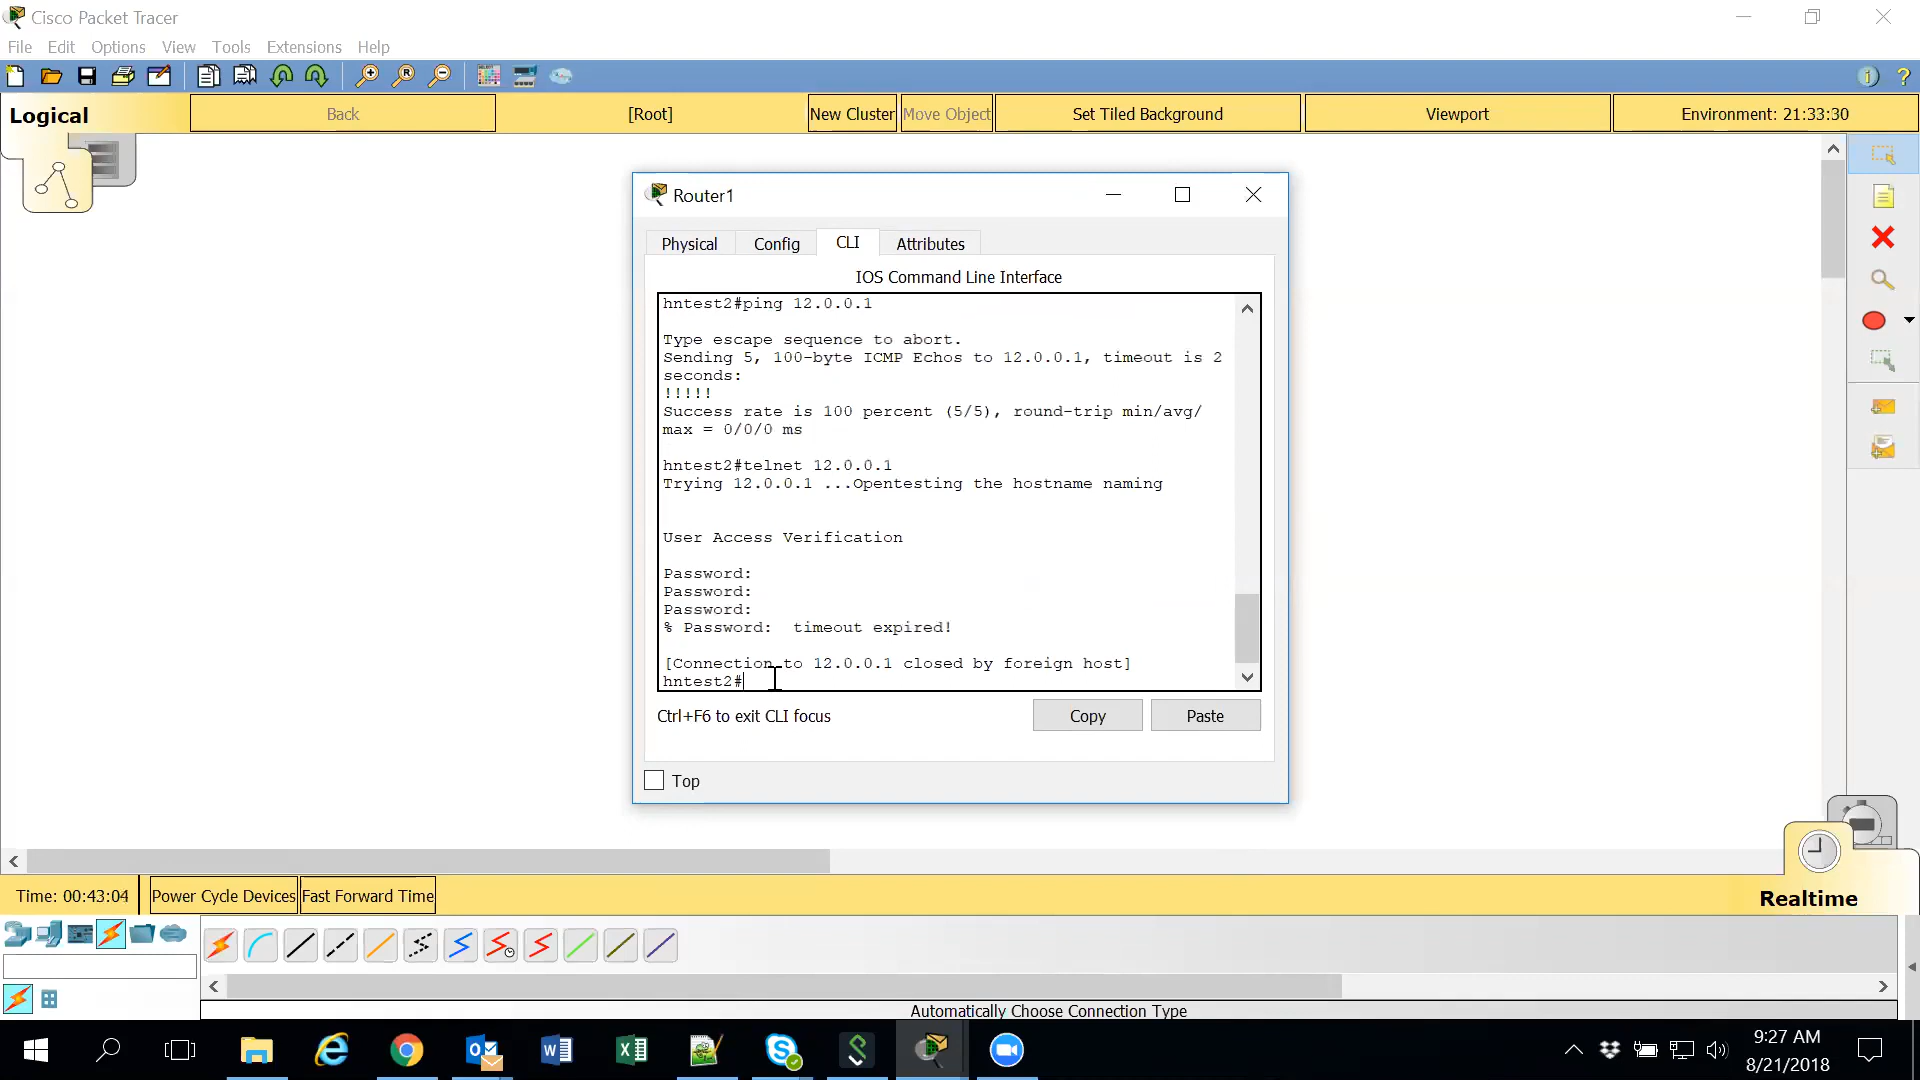 Cisco Packet Tracer
File Edit Options View Tools Extensions Help
Logical
Back
[Root]
New Cluster
Move Object
Set Tiled Background
Viewport
Environment: 21:33:30
Router1
Physical
Config
CLI
Attributes
IOS Command Line Interface
hntest2#ping 12.0.0.1
Type escape sequence to abort.
Sending 5, 100-byte ICMP Echos to 12.0.0.1, timeout is 2
seconds:
!!!!!
Success rate is 100 percent (5/5), round-trip min/avg/
max = 0/0/0 ms
hntest2#telnet 12.0.0.1
Trying 12.0.0.1 ...Opentesting the hostname naming
User Access Verification
Password:
Password:
Password:
% Password:  timeout expired!
[Connection to 12.0.0.1 closed by foreign host]
hntest2#
Ctrl+F6 to exit CLI focus
Copy
Paste
Top
Time: 00:43:04
Power Cycle Devices
Fast Forward Time
Realtime
Automatically Choose Connection Type
9:27 AM
8/21/2018